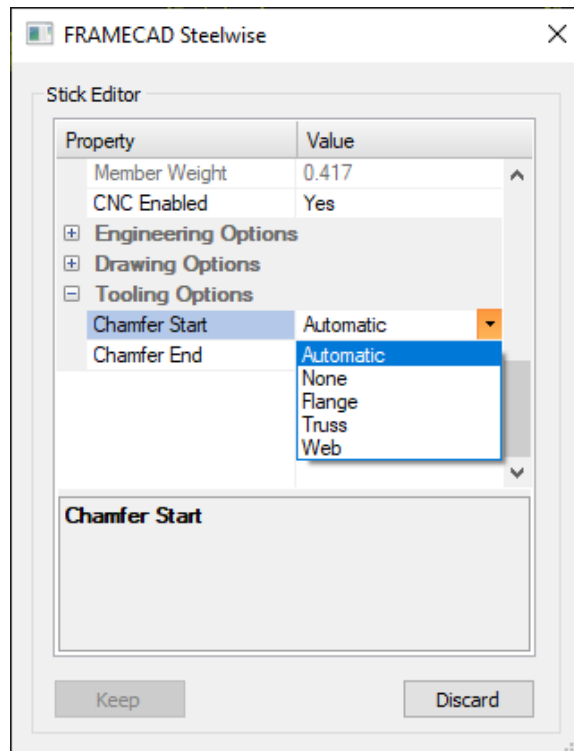 FRAMECAD Steelwise
Stick Editor
Property Value
Member Weight 0.417
CNC Enabled Yes
Engineering Options
Drawing Options
Tooling Options
Chamfer Start Automatic
Chamfer End
Automatic
None
Flange
Truss
Web
Chamfer Start
Keep Discard